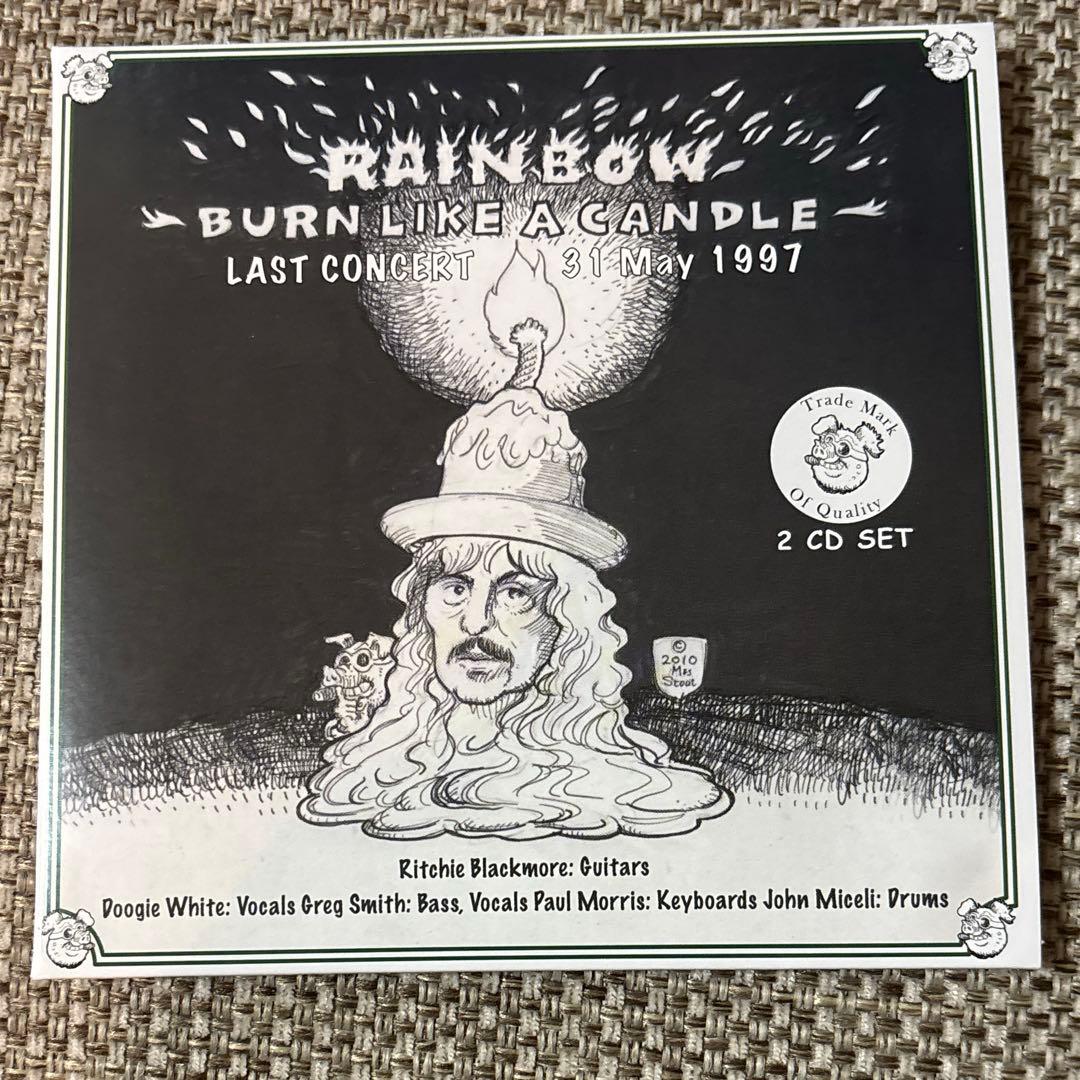 RAINBOW
BURN LIKE A CANDLE
LAST CONCERT 31 May 1997
Trade Mark
Of Quality
2 CD SET
©
2010
Mrs
Stout
Ritchie Blackmore: Guitars
Doogie White: Vocals Greg Smith: Bass, Vocals Paul Morris: Keyboards John Miceli: Drums